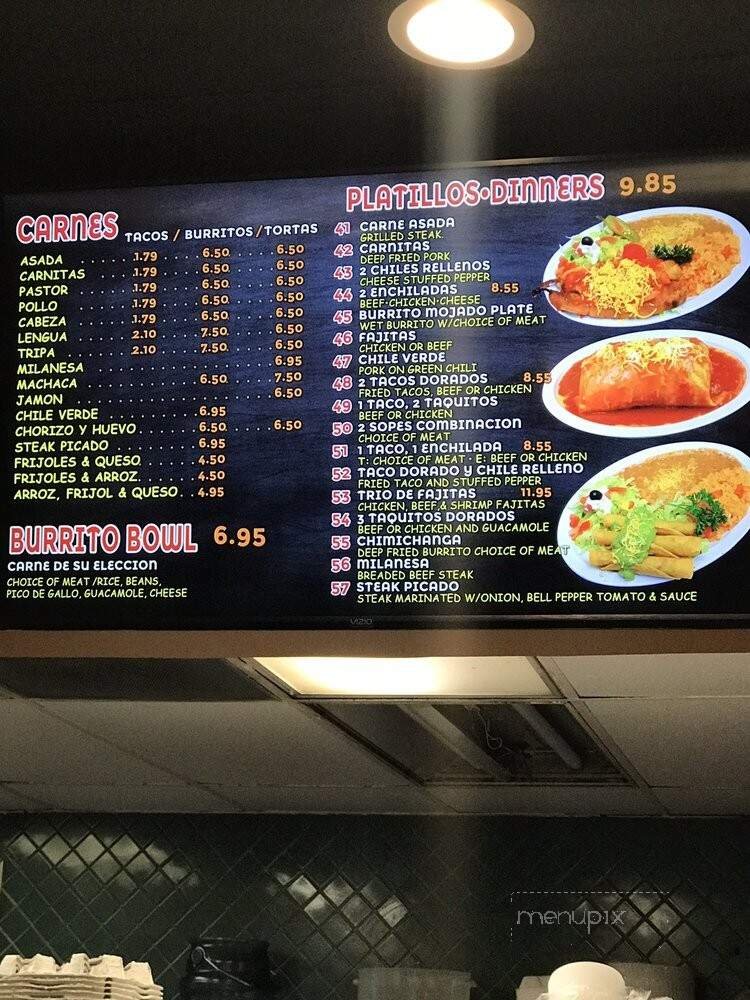 CARNES TACOS / BURRITOS / TORTAS
ASADA 1.79 6.50 6.50
CARNITAS 1.79 6.50 6.50
PASTOR 1.79 6.50 6.50
POLLO 1.79 6.50 6.50
CABEZA 1.79 6.50 6.50
LENGUA 2.10 7.50 6.50
TRIPA 2.10 7.50 6.50
MILANESA 6.95
MACHACA 6.50 7.50
JAMON 6.50
CHILE VERDE 6.95
CHORIZO Y HUEVO 6.50 6.50
STEAK PICADO 6.95
FRIJOLES & QUESO 4.50
FRIJOLES & ARROZ 4.50
ARROZ, FRIJOL & QUESO 4.95
BURRITO BOWL 6.95
CARNE DE SU ELECCION
CHOICE OF MEAT /RICE, BEANS,
PICO DE GALLO, GUACAMOLE, CHEESE
PLATILLOS•DINNERS 9.85
41 CARNE ASADA
GRILLED STEAK
42 CARNITAS
DEEP FRIED PORK
43 2 CHILES RELLENOS
CHEESE STUFFED PEPPER
44 2 ENCHILADAS 8.55
BEEF•CHICKEN•CHEESE
45 BURRITO MOJADO PLATE
WET BURRITO W/CHOICE OF MEAT
46 FAJITAS
CHICKEN OR BEEF
47 CHILE VERDE
PORK ON GREEN CHILI
48 2 TACOS DORADOS 8.55
FRIED TACOS, BEEF OR CHICKEN
49 1 TACO, 2 TAQUITOS
BEEF OR CHICKEN
50 2 SOPES COMBINACION
CHOICE OF MEAT
51 1 TACO, 1 ENCHILADA 8.55
T: CHOICE OF MEAT - E: BEEF OR CHICKEN
52 TACO DORADO Y CHILE RELLENO
FRIED TACO AND STUFFED PEPPER
53 TRIO DE FAJITAS 11.95
CHICKEN, BEEF & SHRIMP FAJITAS
54 3 TAQUITOS DORADOS
BEEF OR CHICKEN AND GUACAMOLE
55 CHIMICHANGA
DEEP FRIED BURRITO CHOICE OF MEAT
56 MILANESA
BREADED BEEF STEAK
57 STEAK PICADO
STEAK MARINATED W/ONION, BELL PEPPER TOMATO & SAUCE
VIZIO
menupix